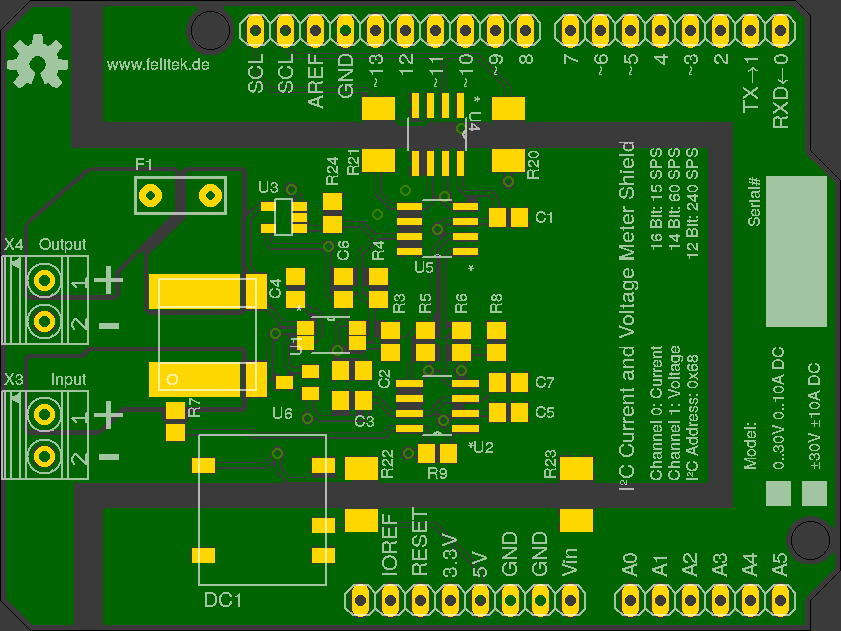 www.felltek.de
SCL
SCL
AREF
GND
~13
12
~11
~10
~9
8
7
~6
~5
4
~3
2
TX→1
RXD←0
*
U4
R21
R20
F1
U3
R24
C1
X4 Output
1
2
+
-
C6
R4
U5
*
C4
*
U1
R3
R5
R6
R8
X3 Input
1
2
+
-
R7
U6
C2
C3
C7
C5
*U2
R9
R22
R23
DC1
I²C Current and Voltage Meter Shield
16 Bit: 15 SPS
14 Bit: 60 SPS
12 Bit: 240 SPS
Channel 0: Current
Channel 1: Voltage
I²C Address: 0x68
Serial#
Model:
0..30V 0..10A DC
±30V ±10A DC
IOREF
RESET
3.3V
5V
GND
GND
Vin
A0
A1
A2
A3
A4
A5